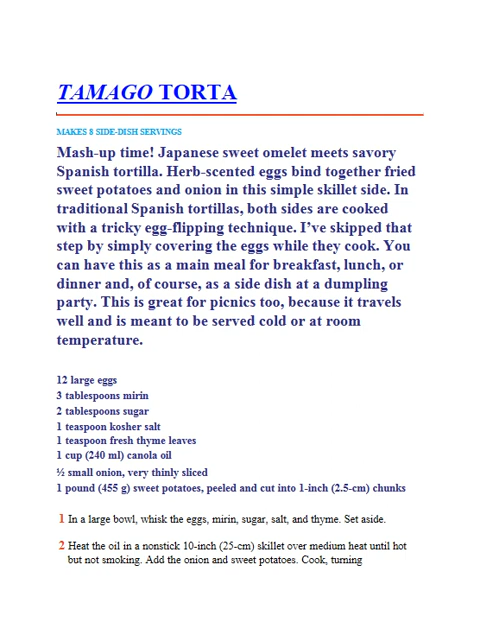 TAMAGO TORTA
MAKES 8 SIDE-DISH SERVINGS
Mash-up time! Japanese sweet omelet meets savory
Spanish tortilla. Herb-scented eggs bind together fried
sweet potatoes and onion in this simple skillet side. In
traditional Spanish tortillas, both sides are cooked
with a tricky egg-flipping technique. I’ve skipped that
step by simply covering the eggs while they cook. You
can have this as a main meal for breakfast, lunch, or
dinner and, of course, as a side dish at a dumpling
party. This is great for picnics too, because it travels
well and is meant to be served cold or at room
temperature.
12 large eggs
3 tablespoons mirin
2 tablespoons sugar
1 teaspoon kosher salt
1 teaspoon fresh thyme leaves
1 cup (240 ml) canola oil
½ small onion, very thinly sliced
1 pound (455 g) sweet potatoes, peeled and cut into 1-inch (2.5-cm) chunks
1 In a large bowl, whisk the eggs, mirin, sugar, salt, and thyme. Set aside.
2 Heat the oil in a nonstick 10-inch (25-cm) skillet over medium heat until hot
but not smoking. Add the onion and sweet potatoes. Cook, turning